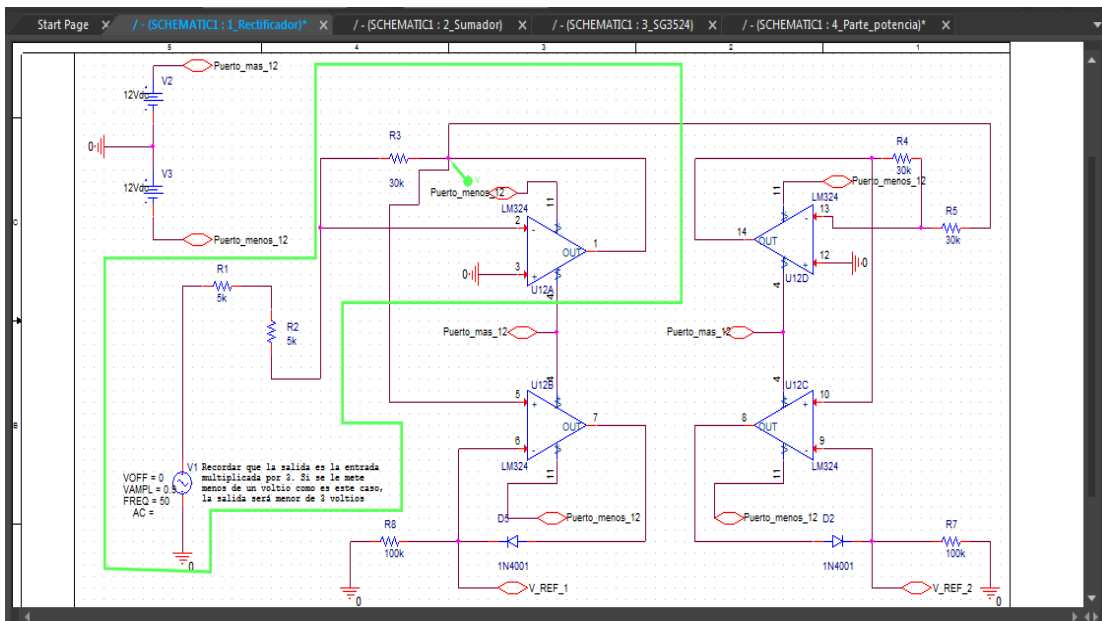 Start Page X / - (SCHEMATIC1 : 1_Rectificador)* X / - (SCHEMATIC1 : 2_Sumador) X / - (SCHEMATIC1 : 3_SG3524) X / - (SCHEMATIC1 : 4_Parte_potencia)* X
5 4 3 2 1
Puerto_mas_12
V2
12Vdc
0
V3
12Vdc
Puerto_menos_12
C
B
R1
5k
R2
5k
R3
30k
V
Puerto_menos_12
11
LM324
2
-
3
+
OUT
1
0
U12A
4
Puerto_mas_12
4
U12B
5
+
6
-
OUT
7
LM324
11
Puerto_menos_12
D5
1N4001
R8
100k
0
V_REF_1
R4
30k
Puerto_menos_12
11
LM324
13
-
12
+
OUT
14
0
U12D
4
R5
30k
Puerto_mas_12
4
U12C
10
+
9
-
OUT
8
LM324
11
Puerto_menos_12
D2
1N4001
R7
100k
0
V_REF_2
V1
VOFF = 0
VAMPL = 0.9
FREQ = 50
AC =
0
Recordar que la salida es la entrada
multiplicada por 3. Si se le mete
menos de un voltio como es este caso,
la salida será menor de 3 voltios